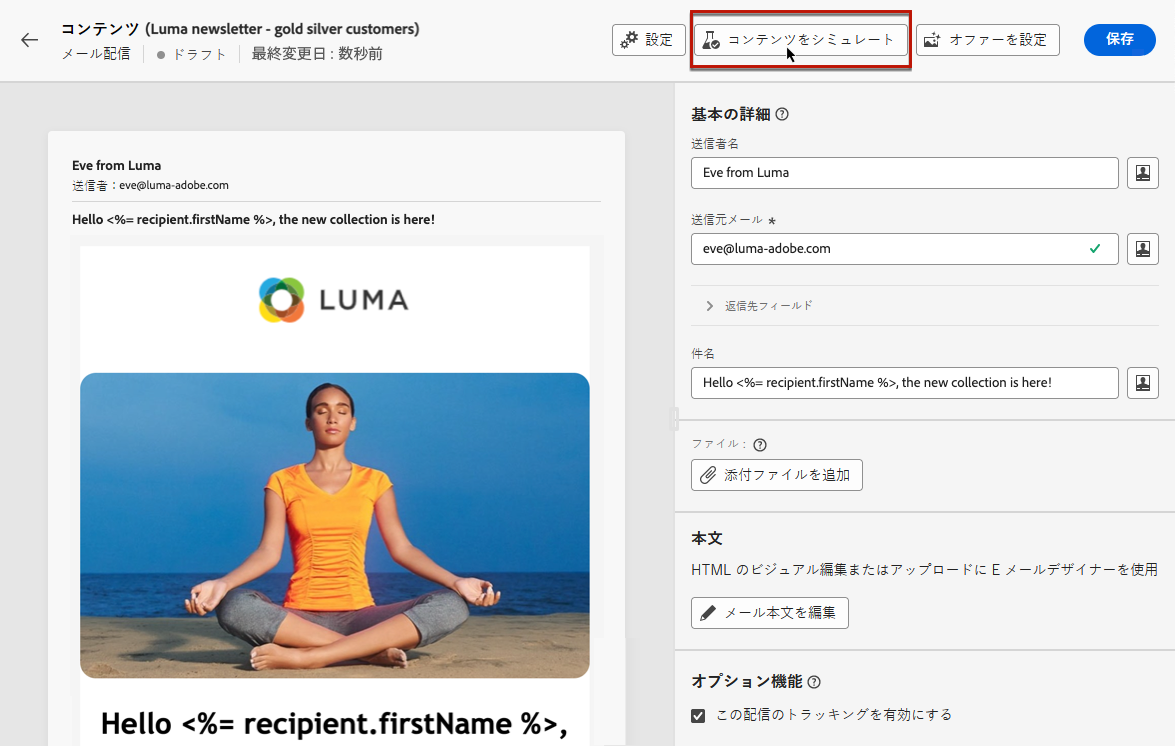 コンテンツ (Luma newsletter - gold silver customers)
メール配信
ドラフト
最終変更日 : 数秒前
設定
コンテンツをシミュレート
オファーを設定
保存
Eve from Luma
送信者：eve@luma-adobe.com
Hello <%= recipient.firstName %>, the new collection is here!
LUMA
Hello <%= recipient.firstName %>,
基本の詳細
送信者名
Eve from Luma
送信元メール *
eve@luma-adobe.com
返信先フィールド
件名
Hello <%= recipient.firstName %>, the new collection is here!
ファイル :
添付ファイルを追加
本文
HTML のビジュアル編集またはアップロードに E メールデザイナーを使用
メール本文を編集
オプション機能
この配信のトラッキングを有効にする